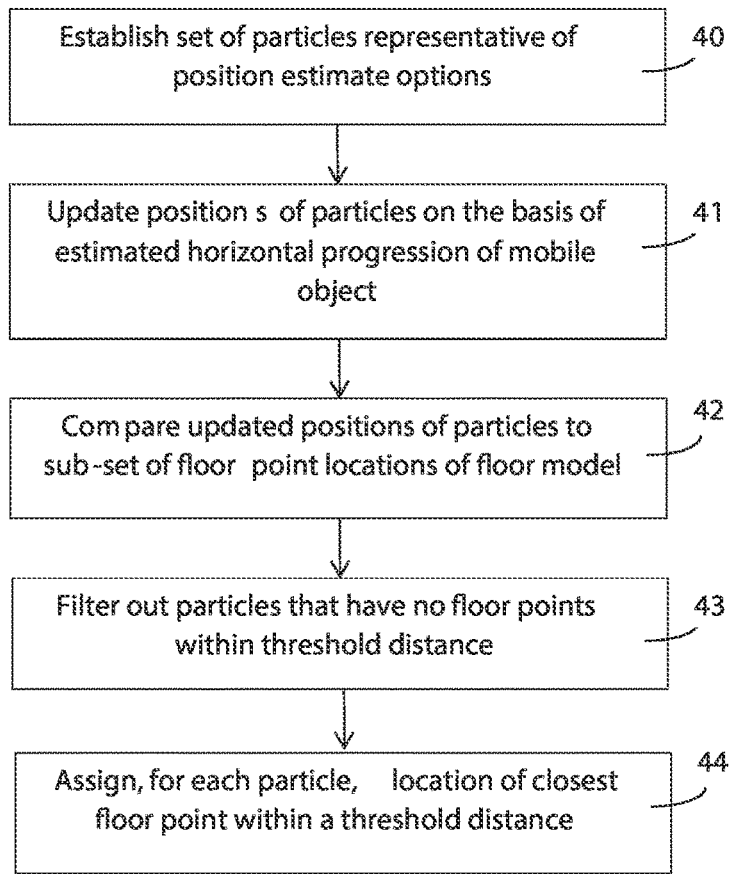 Establish set of particles representative of
position estimate options
40
Update position s of particles on the basis of
estimated horizontal progression of mobile
object
41
Compare updated positions of particles to
sub-set of floor point locations of floor model
42
Filter out particles that have no floor points
within threshold distance
43
Assign, for each particle, location of closest
floor point within a threshold distance
44